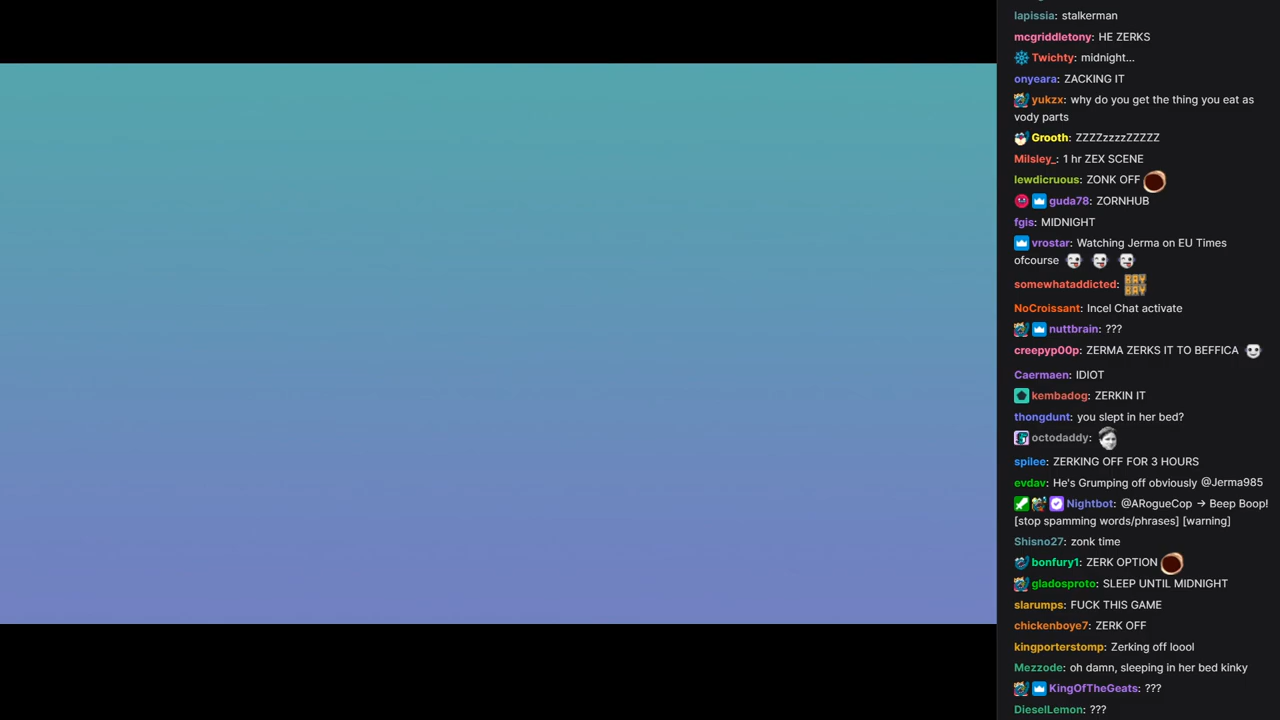 lapissia: stalkerman
mcgriddletony: HE ZERKS
Twichty: midnight...
onyeara: ZACKING IT
yukzx: why do you get the thing you eat as
vody parts
Grooth: ZZZZzzzzZZZZZ
Milsley_: 1 hr ZEX SCENE
lewdicruous: ZONK OFF
guda78: ZORNHUB
fgis: MIDNIGHT
vrostar: Watching Jerma on EU Times
ofcourse
somewhataddicted: BAY
BAY
NoCroissant: Incel Chat activate
nuttbrain: ???
creepyp00p: ZERMA ZERKS IT TO BEFFICA
Caermaen: IDIOT
kembadog: ZERKIN IT
thongdunt: you slept in her bed?
octodaddy:
spilee: ZERKING OFF FOR 3 HOURS
evdav: He's Grumping off obviously @Jerma985
Nightbot: @ARogueCop -> Beep Boop!
[stop spamming words/phrases] [warning]
Shisno27: zonk time
bonfury1: ZERK OPTION
gladosproto: SLEEP UNTIL MIDNIGHT
slarumps: FUCK THIS GAME
chickenboye7: ZERK OFF
kingporterstomp: Zerking off loool
Mezzode: oh damn, sleeping in her bed kinky
KingOfTheGeats: ???
DieselLemon: ???